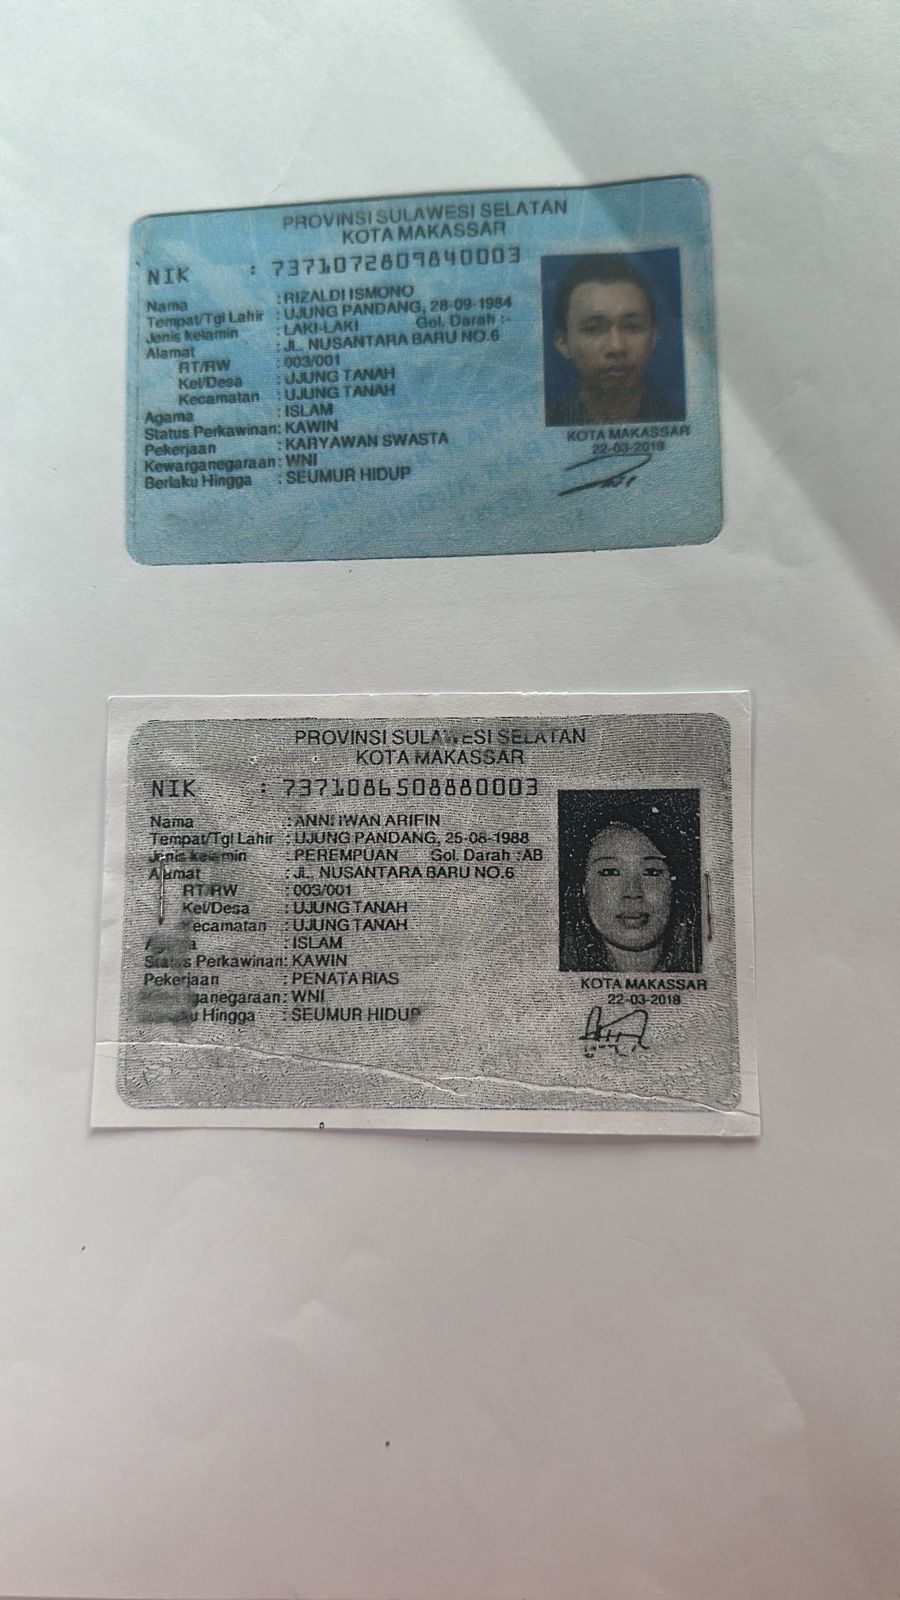 PROVINSI SULAWESI SELATAN
KOTA MAKASSAR
NIK : 7371072809840003
Nama : RIZALDI ISMONO
Tempat/Tgl Lahir : UJUNG PANDANG, 28-09-1984
Jenis kelamin : LAKI-LAKI Gol. Darah :-
Alamat : JL. NUSANTARA BARU NO.6
RT/RW : 003/001
Kel/Desa : UJUNG TANAH
Kecamatan : UJUNG TANAH
Agama : ISLAM
Status Perkawinan: KAWIN
Pekerjaan : KARYAWAN SWASTA
Kewarganegaraan: WNI
Berlaku Hingga : SEUMUR HIDUP
KOTA MAKASSAR
22-03-2018
PROVINSI SULAWESI SELATAN
KOTA MAKASSAR
NIK : 7371086508880003
Nama : ANNI IWAN ARIFIN
Tempat/Tgl Lahir : UJUNG PANDANG, 25-08-1988
Jenis kelamin : PEREMPUAN Gol. Darah :AB
Alamat : JL. NUSANTARA BARU NO.6
RT/RW : 003/001
Kel/Desa : UJUNG TANAH
Kecamatan : UJUNG TANAH
Agama : ISLAM
Status Perkawinan: KAWIN
Pekerjaan : PENATA RIAS
Kewarganegaraan: WNI
Berlaku Hingga : SEUMUR HIDUP
KOTA MAKASSAR
22-03-2018